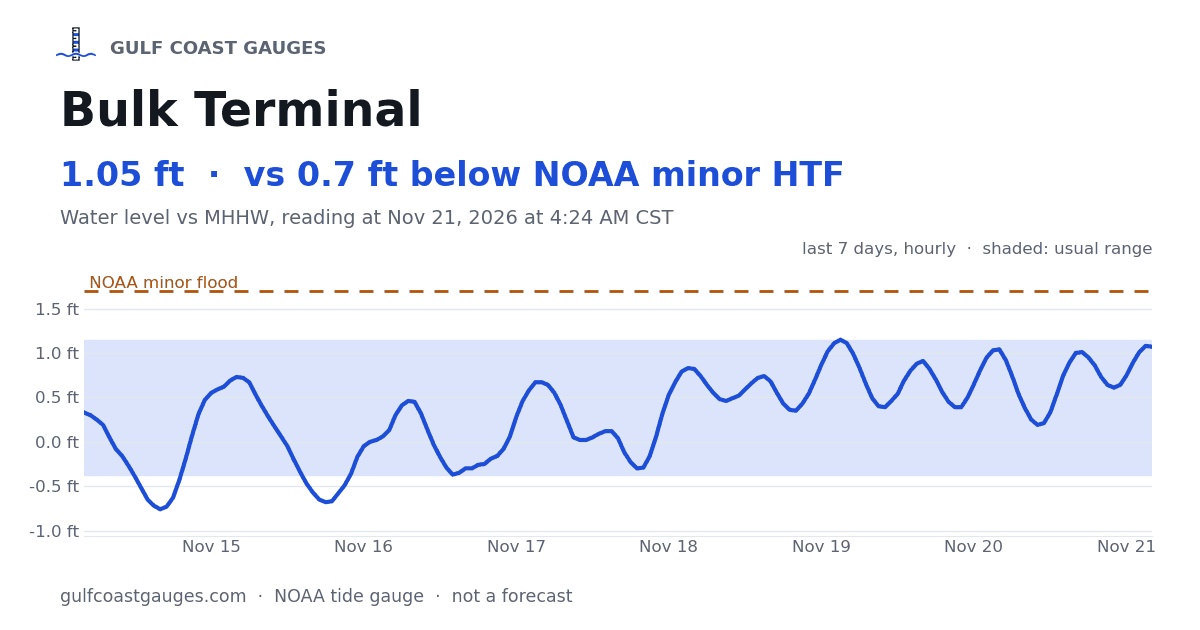 GULF COAST GAUGES
Bulk Terminal
1.05 ft · vs 0.7 ft below NOAA minor HTF
Water level vs MHHW, reading at Nov 21, 2026 at 4:24 AM CST
last 7 days, hourly · shaded: usual range
NOAA minor flood
1.5 ft
1.0 ft
0.5 ft
0.0 ft
-0.5 ft
-1.0 ft
Nov 15 Nov 16 Nov 17 Nov 18 Nov 19 Nov 20 Nov 21
gulfcoastgauges.com · NOAA tide gauge · not a forecast